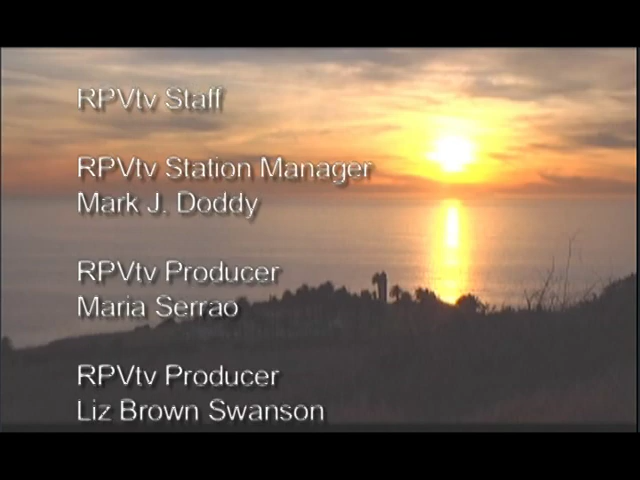 RPVtv Staff
RPVtv Station Manager
Mark J. Doddy
RPVtv Producer
Maria Serrao
RPVtv Producer
Liz Brown Swanson